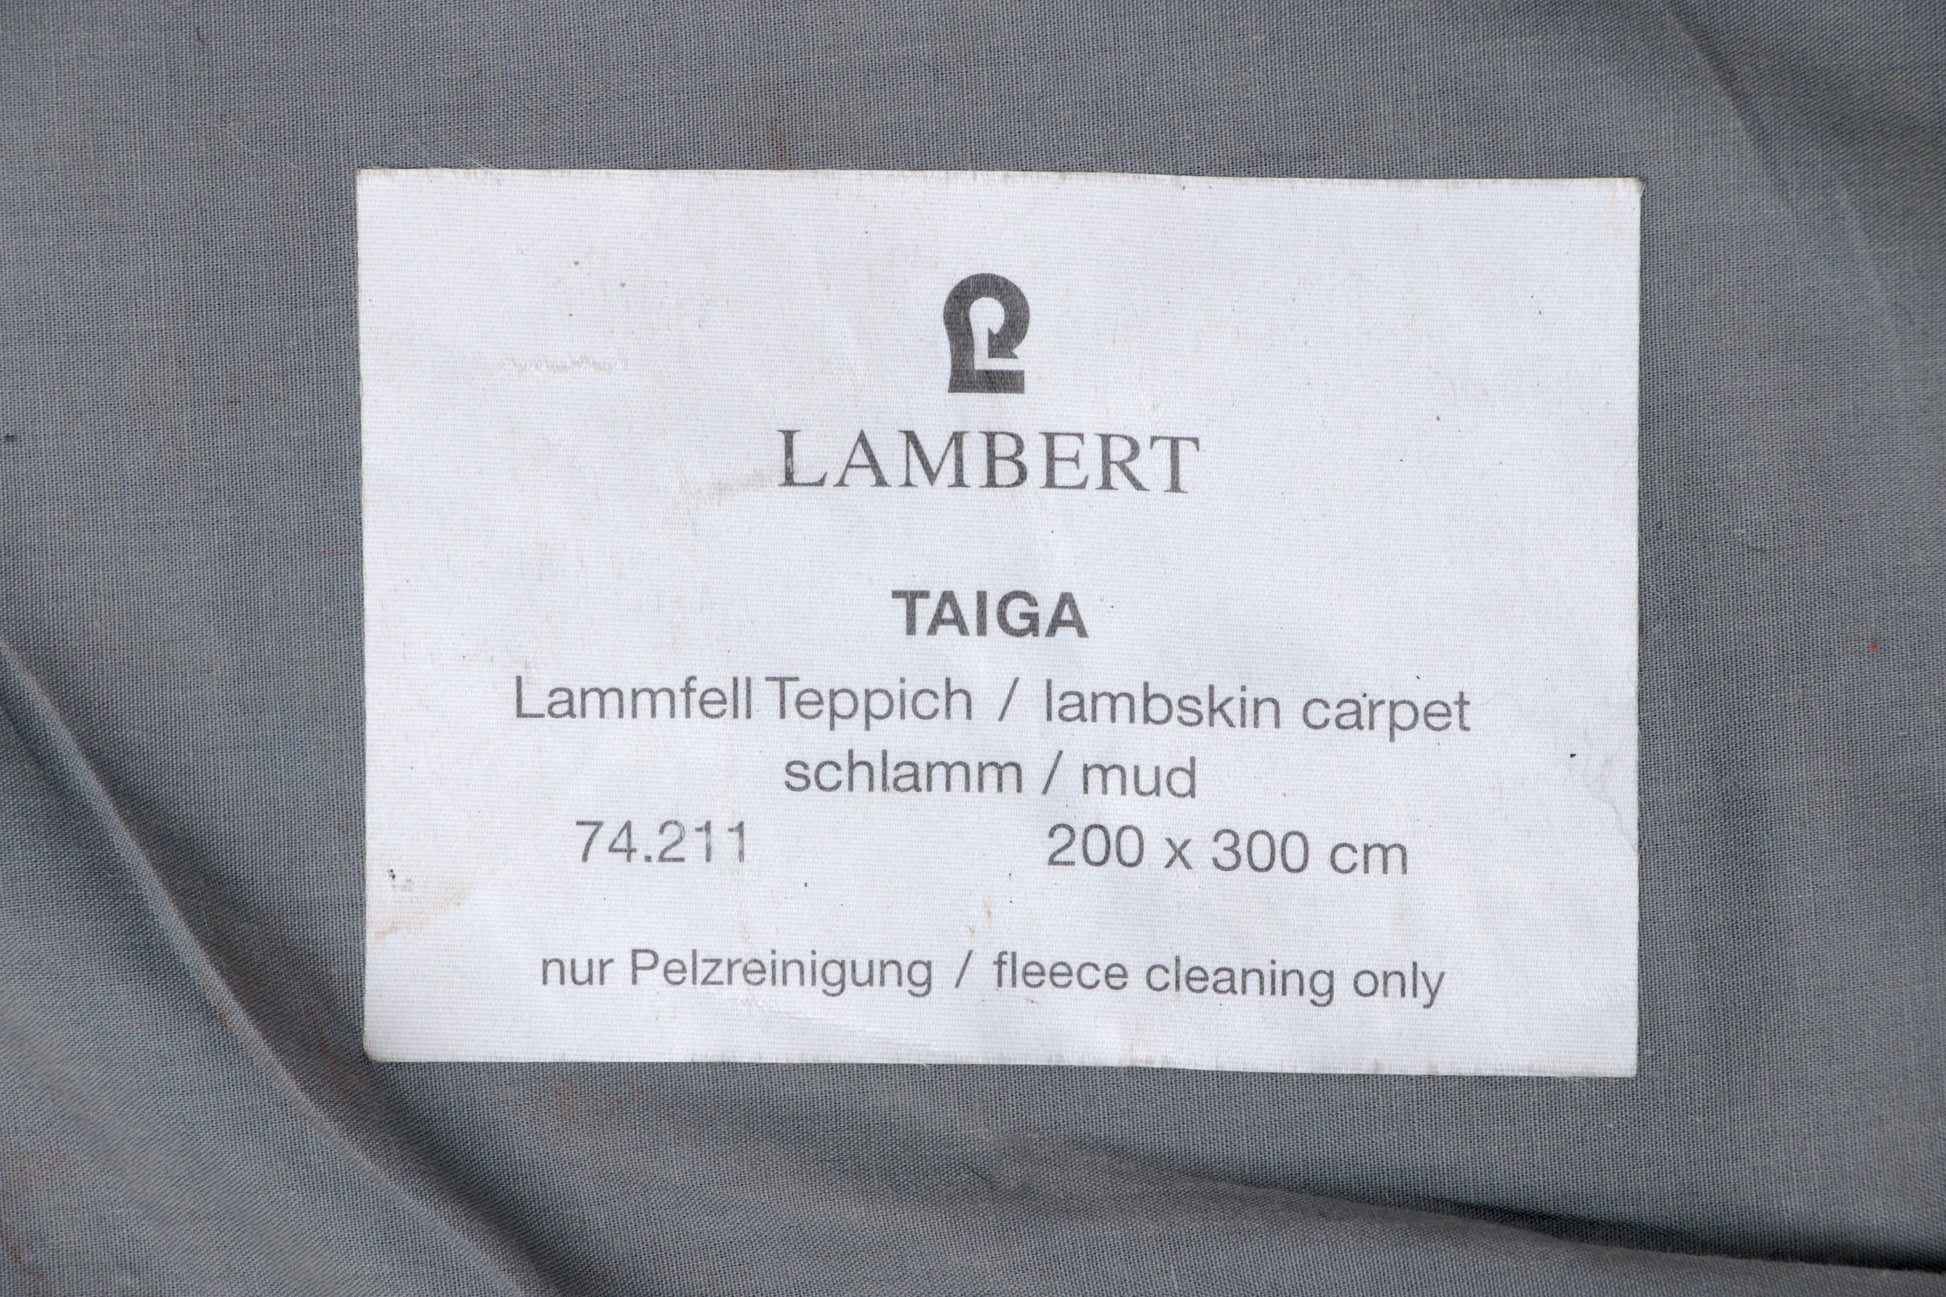 LAMBERT
TAIGA
Lammfell Teppich / lambskin carpet
schlamm / mud
74.211 200 x 300 cm
nur Pelzreinigung / fleece cleaning only